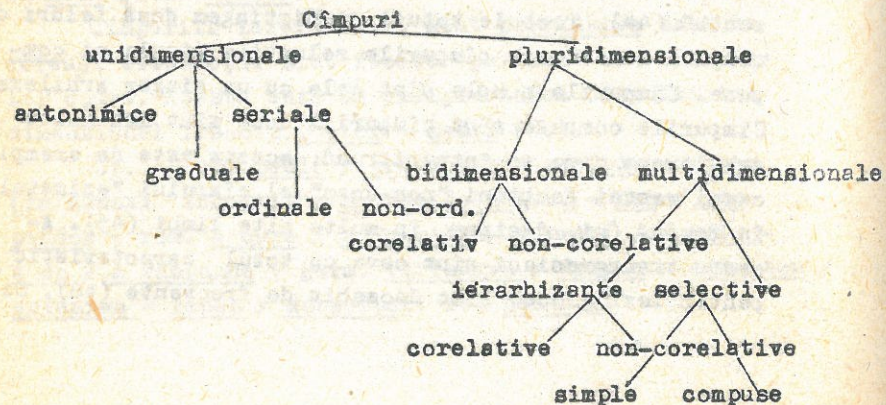 Cîmpuri
unidimensionale pluridimensionale
antonimice seriale
graduale bidimensionale multidimensionale
ordinale non-ord.
corelativ non-corelative
ierarhizante selective
corelative non-corelative
simple compuse